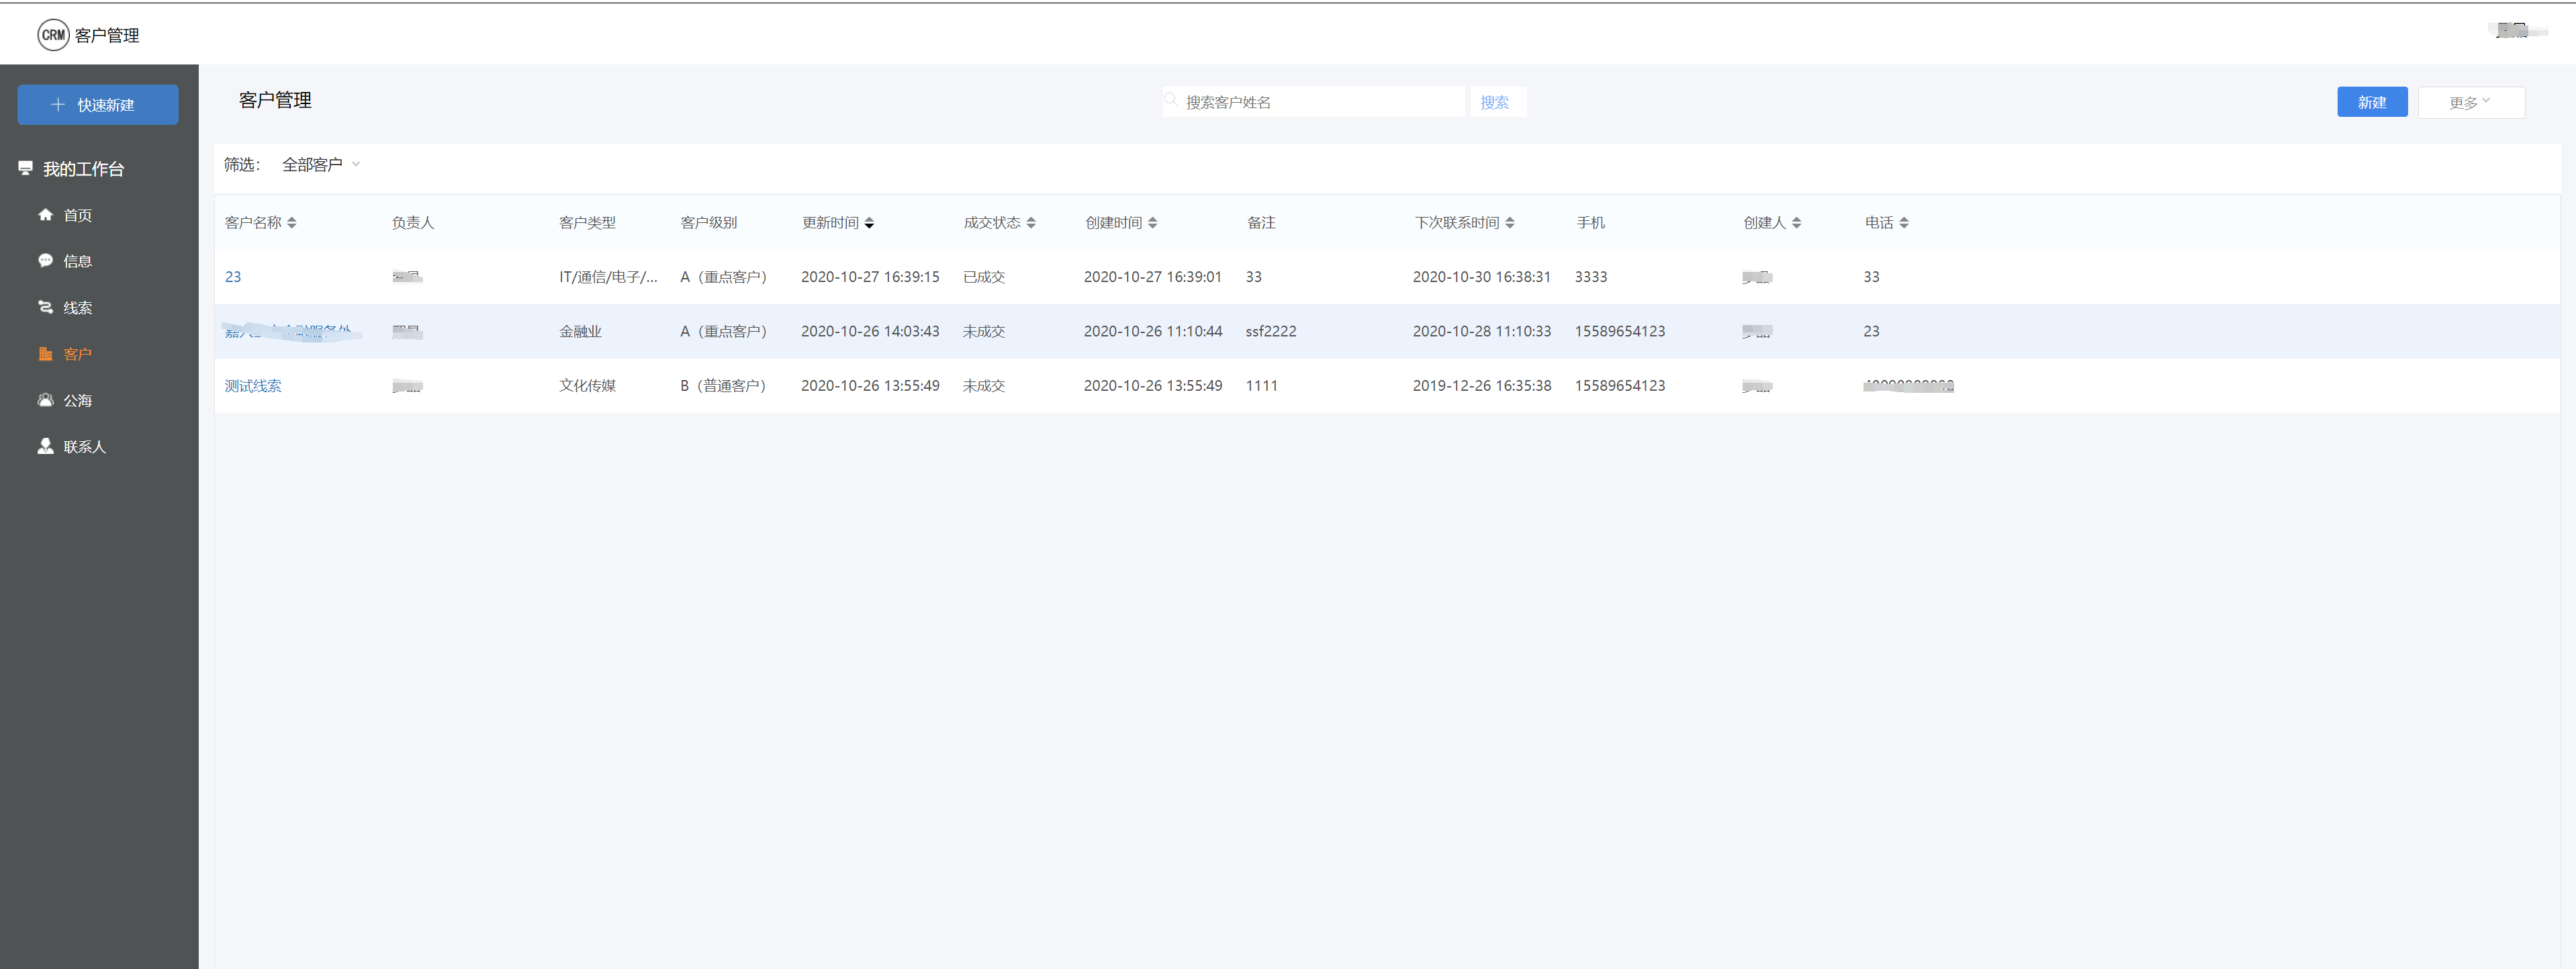 CRM 客户管理
快速新建
我的工作台
首页
信息
线索
客户
公海
联系人
客户管理
搜索客户姓名 搜索
新建 更多
筛选： 全部客户
客户名称 负责人 客户类型 客户级别 更新时间 成交状态 创建时间 备注 下次联系时间 手机 创建人 电话
23 IT/通信/电子/... A（重点客户） 2020-10-27 16:39:15 已成交 2020-10-27 16:39:01 33 2020-10-30 16:38:31 3333 33
金融业 A（重点客户） 2020-10-26 14:03:43 未成交 2020-10-26 11:10:44 ssf2222 2020-10-28 11:10:33 15589654123 23
测试线索 文化传媒 B（普通客户） 2020-10-26 13:55:49 未成交 2020-10-26 13:55:49 1111 2019-12-26 16:35:38 15589654123